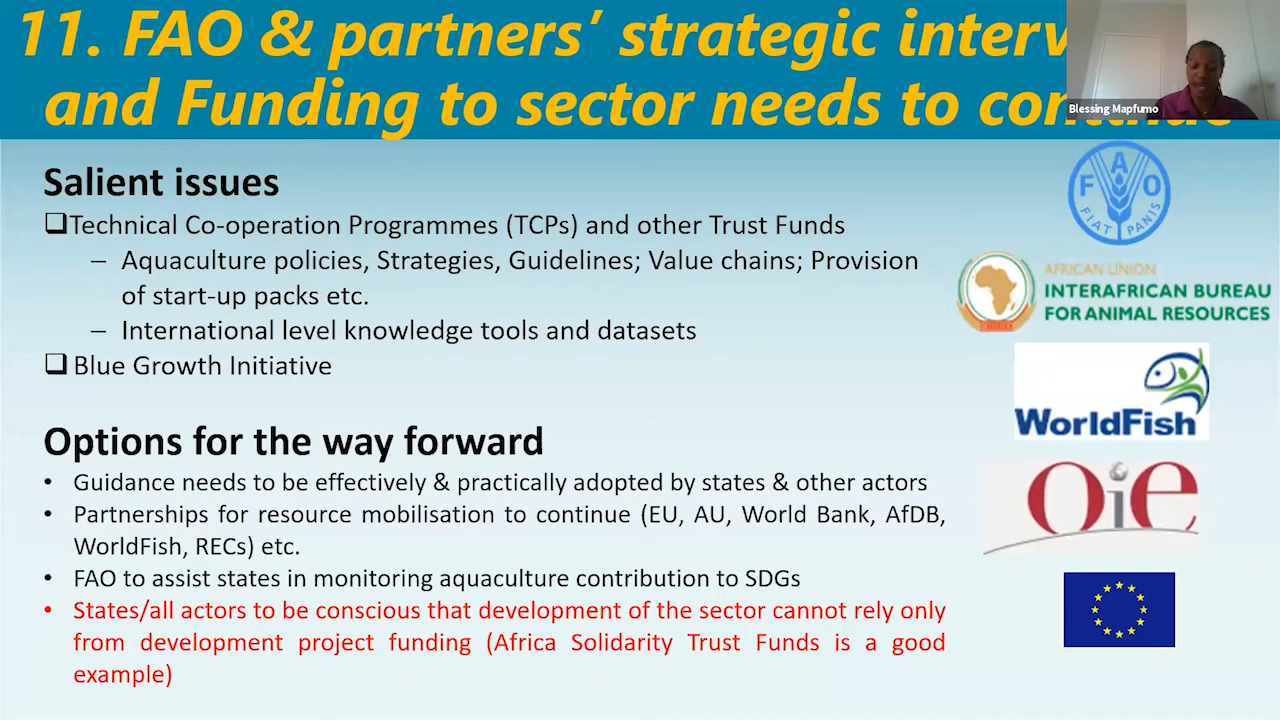 11. FAO & partners’ strategic interv
and Funding to sector needs to continue
Blessing Mapfumo
Salient issues
❑Technical Co-operation Programmes (TCPs) and other Trust Funds
– Aquaculture policies, Strategies, Guidelines; Value chains; Provision
of start-up packs etc.
– International level knowledge tools and datasets
❑ Blue Growth Initiative
Options for the way forward
• Guidance needs to be effectively & practically adopted by states & other actors
• Partnerships for resource mobilisation to continue (EU, AU, World Bank, AfDB,
WorldFish, RECs) etc.
• FAO to assist states in monitoring aquaculture contribution to SDGs
• States/all actors to be conscious that development of the sector cannot rely only
from development project funding (Africa Solidarity Trust Funds is a good
example)
F A O
FIAT PANIS
AFRICAN UNION
INTERAFRICAN BUREAU
FOR ANIMAL RESOURCES
WorldFish
Oie